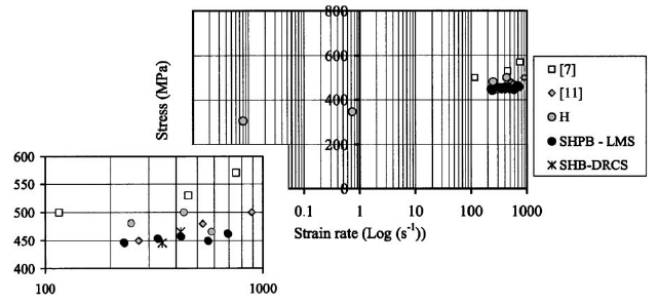 800
600
400
200
0
Stress (MPa)
0.1 1 10 100 1000
Strain rate (Log (s⁻¹))
[7]
[11]
H
SHPB - LMS
SHB-DRCS
600
550
500
450
400
100 1000